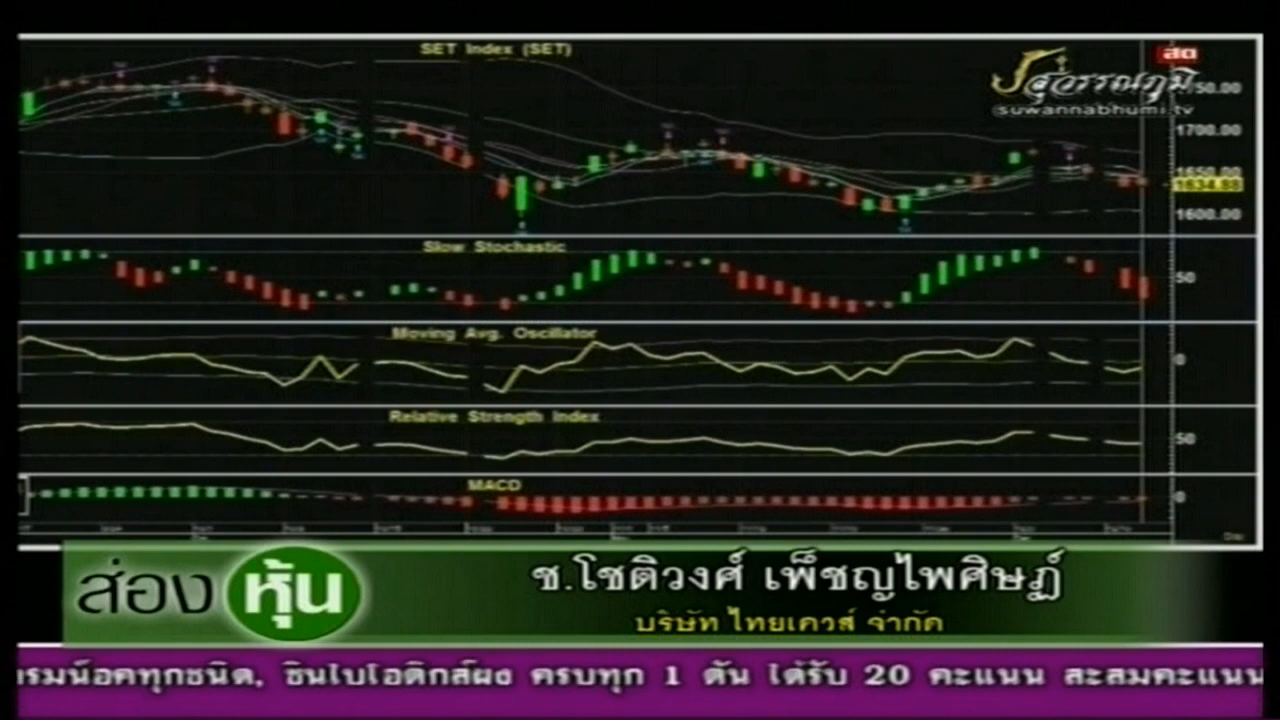 SET Index (SET)
สด
สุวรรณภูมิ
suwannabhumi.tv
1700.00
1650.00
1634.88
1600.00
Slow Stochastic
50
Moving Avg. Oscillator
0
Relative Strength Index
50
MACD
0
ส่อง หุ้น
ช.โชติวงศ์ เพ็ชญไพศิษฏ์
บริษัท ไทยเควส์ จำกัด
รมน็อคทุกชนิด, ซินไบโอติกส์ผง ครบทุก 1 ตัน ได้รับ 20 คะแนน สะสมคะแนน